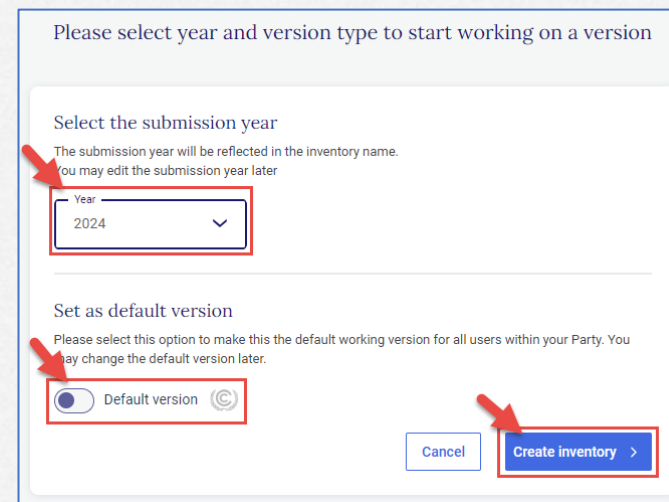 Please select year and version type to start working on a version
Select the submission year
The submission year will be reflected in the inventory name.
You may edit the submission year later
Year
2024
Set as default version
Please select this option to make this the default working version for all users within your Party. You
may change the default version later.
Default version
Cancel
Create inventory